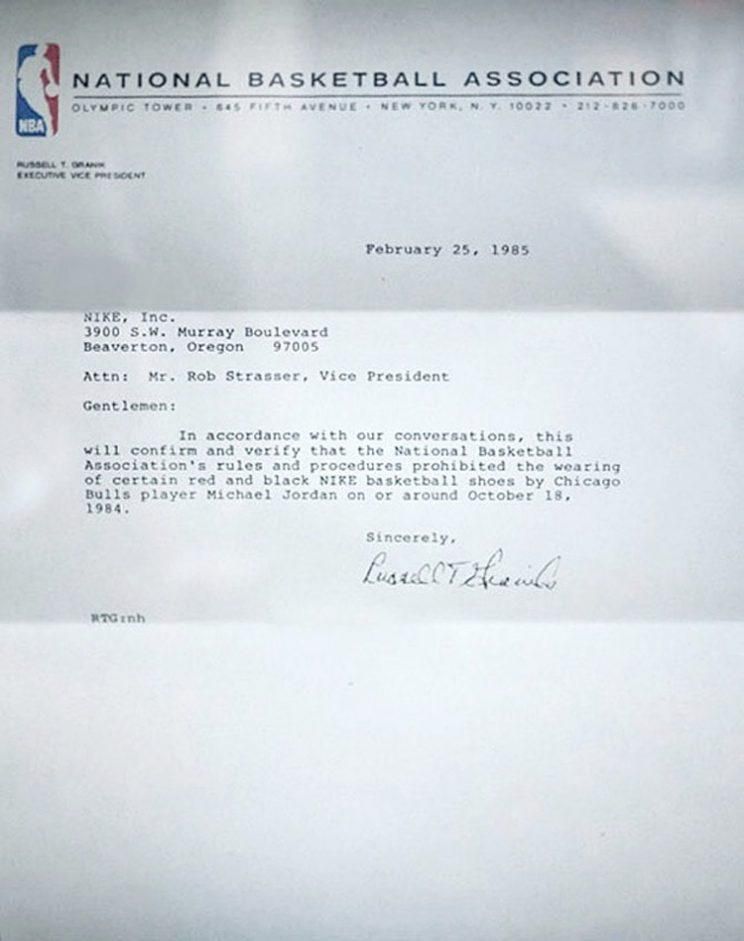 NBA
NATIONAL BASKETBALL ASSOCIATION
OLYMPIC TOWER • 645 FIFTH AVENUE • NEW YORK, N. Y. 10022 • 212-826-7000
RUSSELL T. GRANIK
EXECUTIVE VICE PRESIDENT
February 25, 1985
NIKE, Inc.
3900 S.W. Murray Boulevard
Beaverton, Oregon 97005
Attn: Mr. Rob Strasser, Vice President
Gentlemen:
In accordance with our conversations, this
will confirm and verify that the National Basketball
Association's rules and procedures prohibited the wearing
of certain red and black NIKE basketball shoes by Chicago
Bulls player Michael Jordan on or around October 18,
1984.
Sincerely,
Russell T Granik
RTG:nh